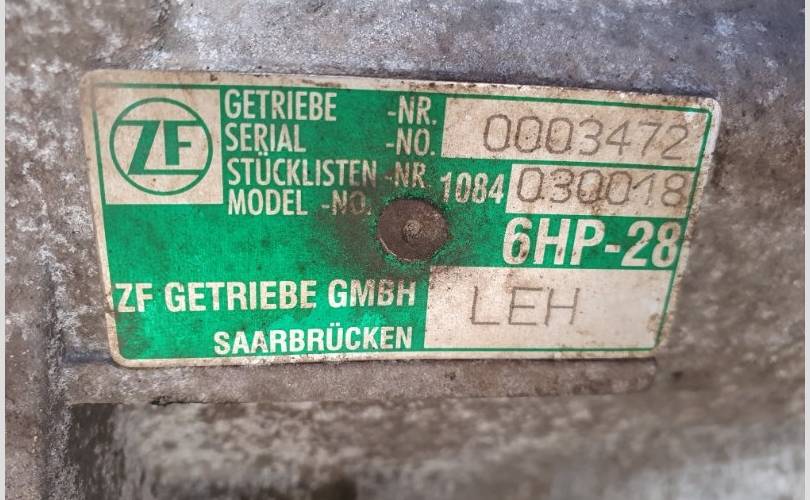 ZF
GETRIEBE -NR.
SERIAL -NO. 0003472
STÜCKLISTEN -NR. 1084 030018
MODEL -NO.
6HP-28
ZF GETRIEBE GMBH LEH
SAARBRÜCKEN